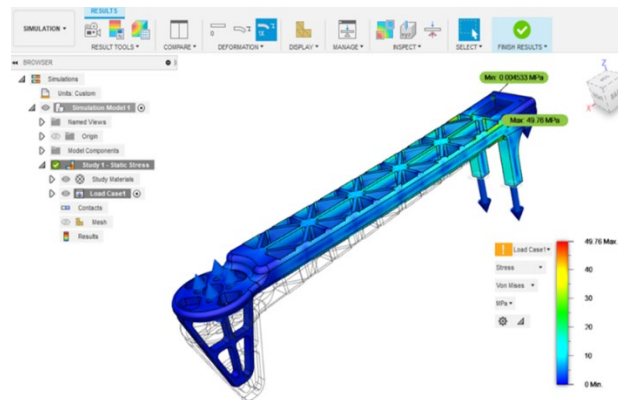 RESULTS
SIMULATION
RESULT TOOLS
COMPARE
DEFORMATION
DISPLAY
MANAGE
INSPECT
SELECT
FINISH RESULTS
BROWSER
Simulations
Units: Custom
Simulation Model 1
Named Views
Origin
Model Components
Study 1 - Static Stress
Study Materials
Load Case1
Contacts
Mesh
Results
Min: 0.004533 MPa
Max: 49.76 MPa
Z
X
Load Case1
Stress
Von Mises
MPa
49.76 Max
40
30
20
10
0 Min